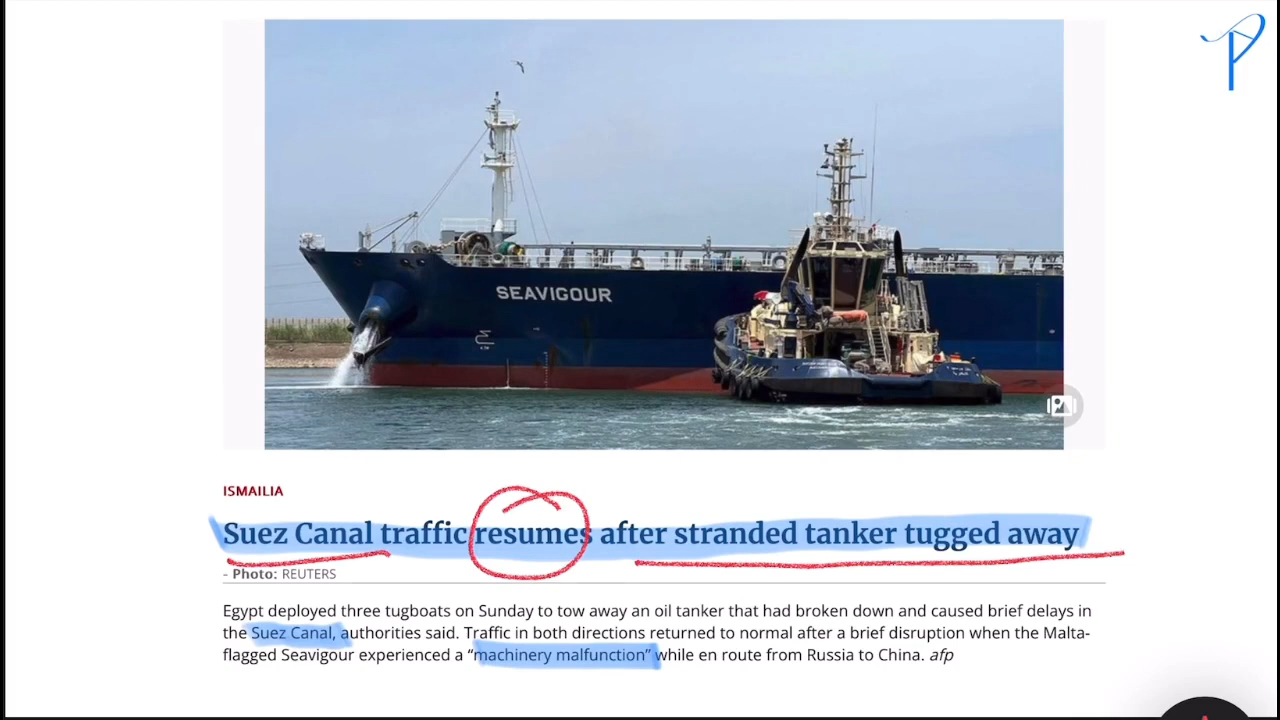 SEAVIGOUR
ISMAILIA
Suez Canal traffic resumes after stranded tanker tugged away
- Photo: REUTERS
Egypt deployed three tugboats on Sunday to tow away an oil tanker that had broken down and caused brief delays in
the Suez Canal, authorities said. Traffic in both directions returned to normal after a brief disruption when the Malta-
flagged Seavigour experienced a “machinery malfunction” while en route from Russia to China. afp